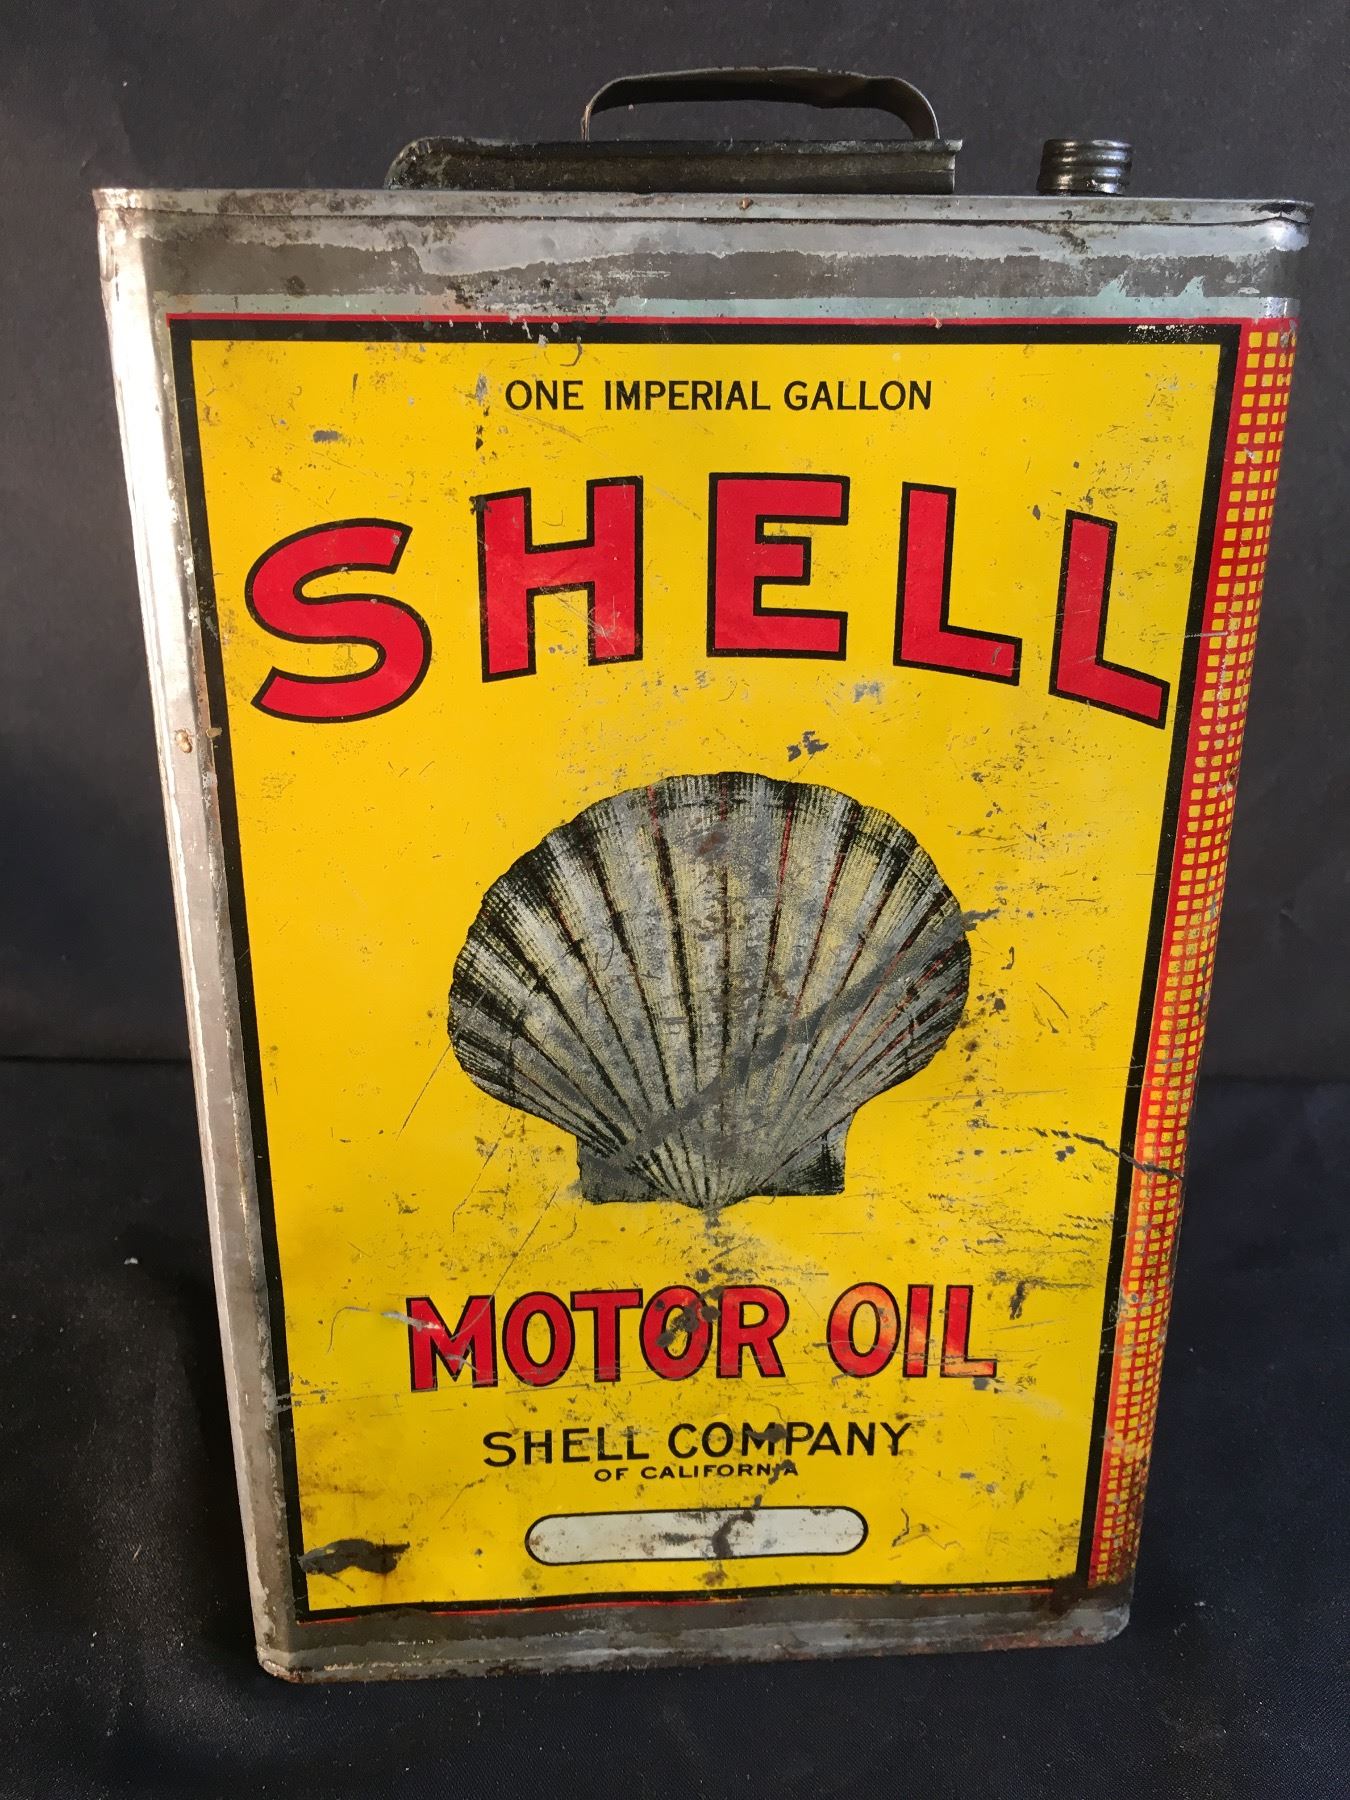 ONE IMPERIAL GALLON
SHELL
MOTOR OIL
SHELL COMPANY
OF CALIFORNIA